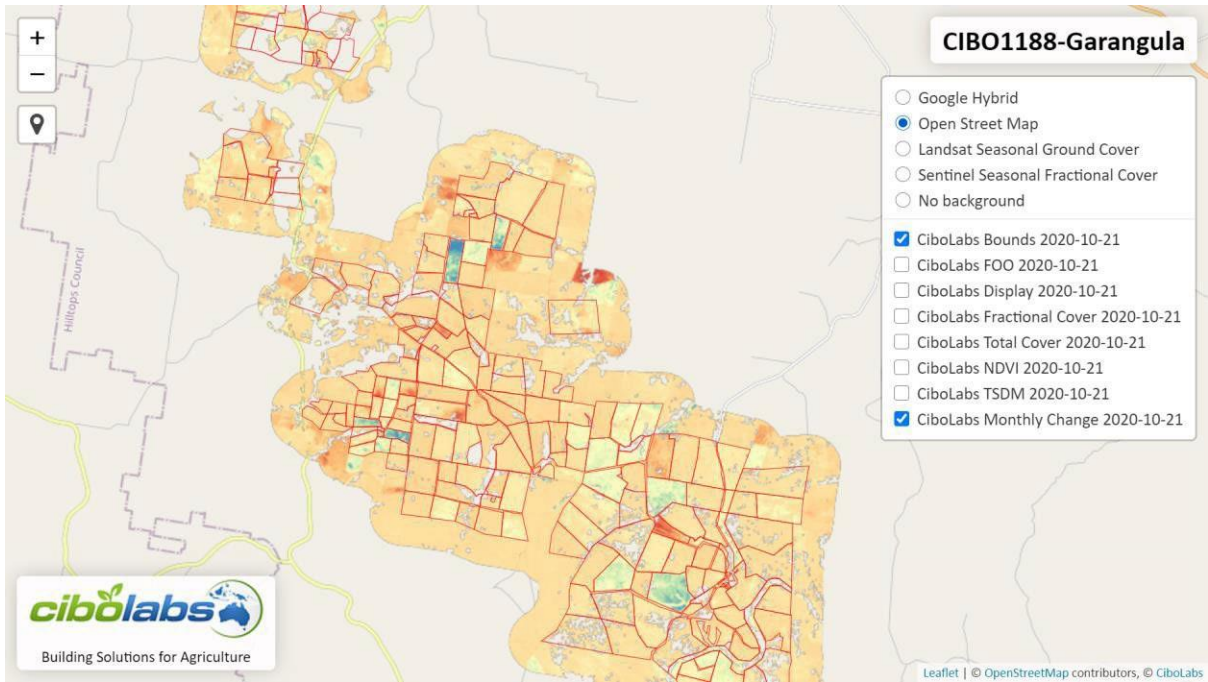 +
−
CIBO1188-Garangula
Google Hybrid
Open Street Map
Landsat Seasonal Ground Cover
Sentinel Seasonal Fractional Cover
No background
CiboLabs Bounds 2020-10-21
CiboLabs FOO 2020-10-21
CiboLabs Display 2020-10-21
CiboLabs Fractional Cover 2020-10-21
CiboLabs Total Cover 2020-10-21
CiboLabs NDVI 2020-10-21
CiboLabs TSDM 2020-10-21
CiboLabs Monthly Change 2020-10-21
Hilltops Council
cibolabs
Building Solutions for Agriculture
Leaflet | © OpenStreetMap contributors, © CiboLabs